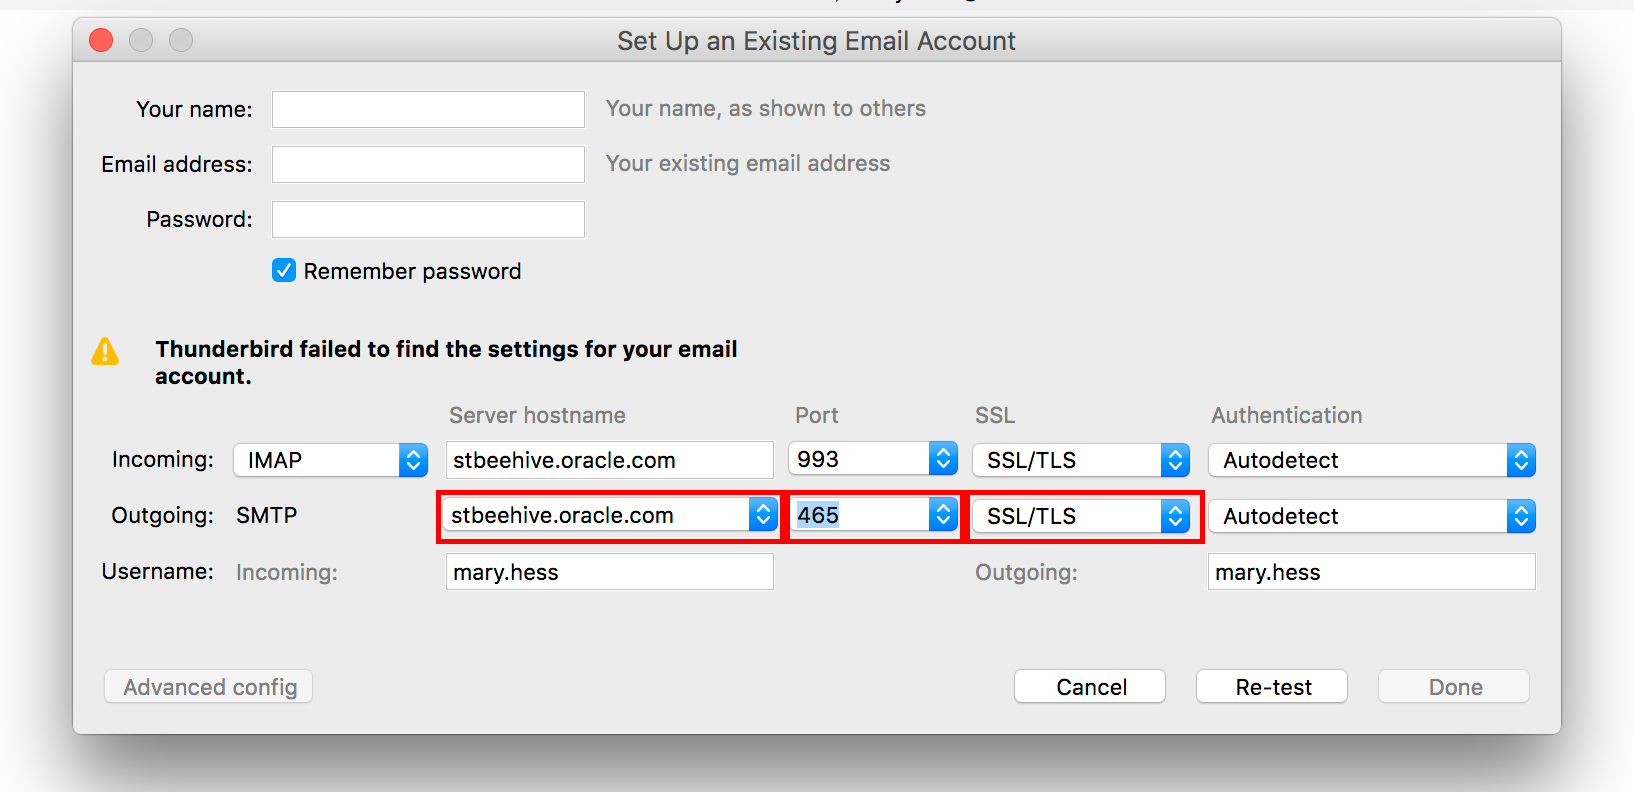 Set Up an Existing Email Account
Your name: Your name, as shown to others
Email address: Your existing email address
Password:
Remember password
Thunderbird failed to find the settings for your email
account.
Server hostname Port SSL Authentication
Incoming: IMAP stbeehive.oracle.com 993 SSL/TLS Autodetect
Outgoing: SMTP stbeehive.oracle.com 465 SSL/TLS Autodetect
Username: Incoming: mary.hess Outgoing: mary.hess
Advanced config Cancel Re-test Done